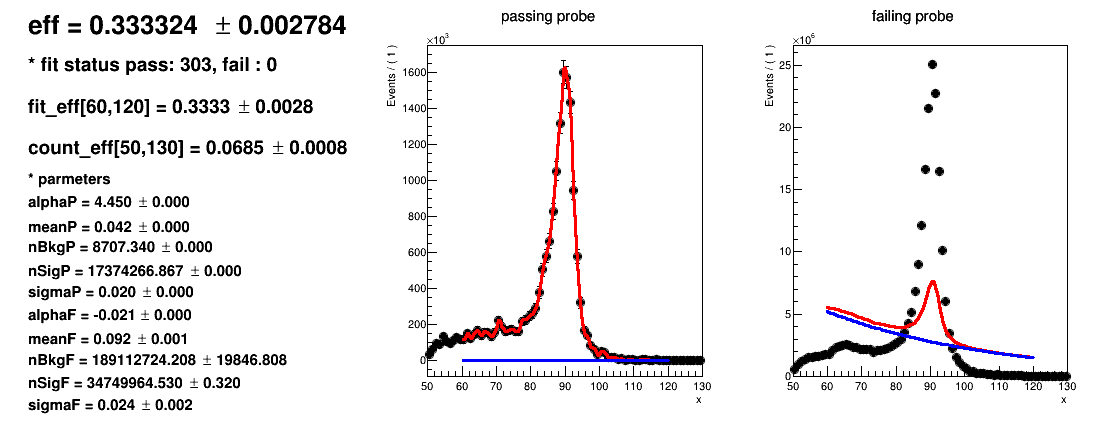 eff = 0.333324 ± 0.002784
* fit status pass: 303, fail : 0
fit_eff[60,120] = 0.3333 ± 0.0028
count_eff[50,130] = 0.0685 ± 0.0008
* parmeters
alphaP = 4.450 ± 0.000
meanP = 0.042 ± 0.000
nBkgP = 8707.340 ± 0.000
nSigP = 17374266.867 ± 0.000
sigmaP = 0.020 ± 0.000
alphaF = -0.021 ± 0.000
meanF = 0.092 ± 0.001
nBkgF = 189112724.208 ± 19846.808
nSigF = 34749964.530 ± 0.320
sigmaF = 0.024 ± 0.002
passing probe
×10³
Events / ( 1 )
1600
1400
1200
1000
800
600
400
200
0
50 60 70 80 90 100 110 120 130
x
failing probe
×10⁶
Events / ( 1 )
25
20
15
10
5
0
50 60 70 80 90 100 110 120 130
x